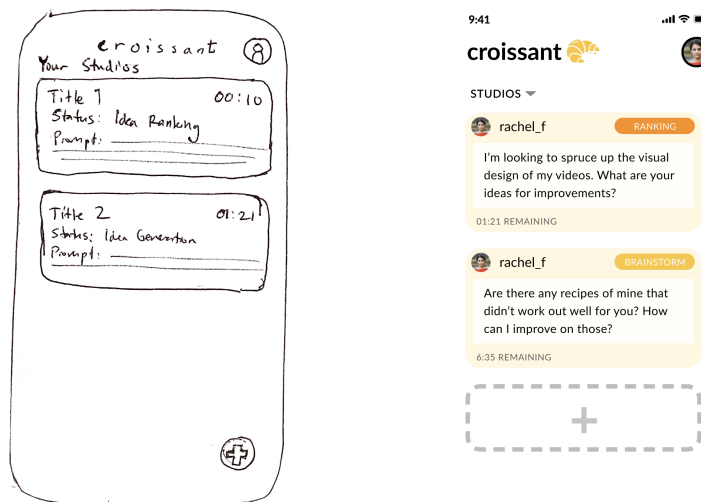 croissant
Your Studios
Title 1 00:10
Status: Idea Ranking
Prompt:
Title 2 01:21
Status: Idea Generation
Prompt:
9:41
croissant
STUDIOS
rachel_f RANKING
I'm looking to spruce up the visual
design of my videos. What are your
ideas for improvements?
01:21 REMAINING
rachel_f BRAINSTORM
Are there any recipes of mine that
didn't work out well for you? How
can I improve on those?
6:35 REMAINING